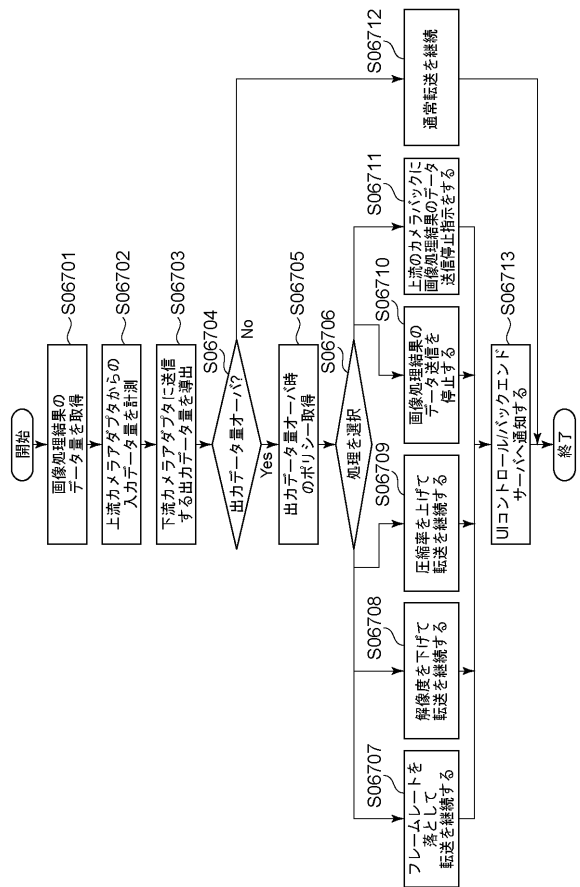 開始
S06701
画像処理結果の
データ量を取得
S06702
上流カメラアダプタからの
入力データ量を計測
S06703
下流カメラアダプタに送信
する出力データ量を導出
S06704
出力データ量オーバ?
No
Yes
S06705
出力データ量オーバ時
のポリシー取得
S06706
処理を選択
S06707
フレームレートを
落として
転送を継続する
S06708
解像度を下げて
転送を継続する
S06709
圧縮率を上げて
転送を継続する
S06710
画像処理結果の
データ送信を
停止する
S06711
上流のカメラバックに
画像処理結果のデータ
送信停止指示をする
S06712
通常転送を継続
S06713
UIコントロール/バックエンド
サーバへ通知する
終了